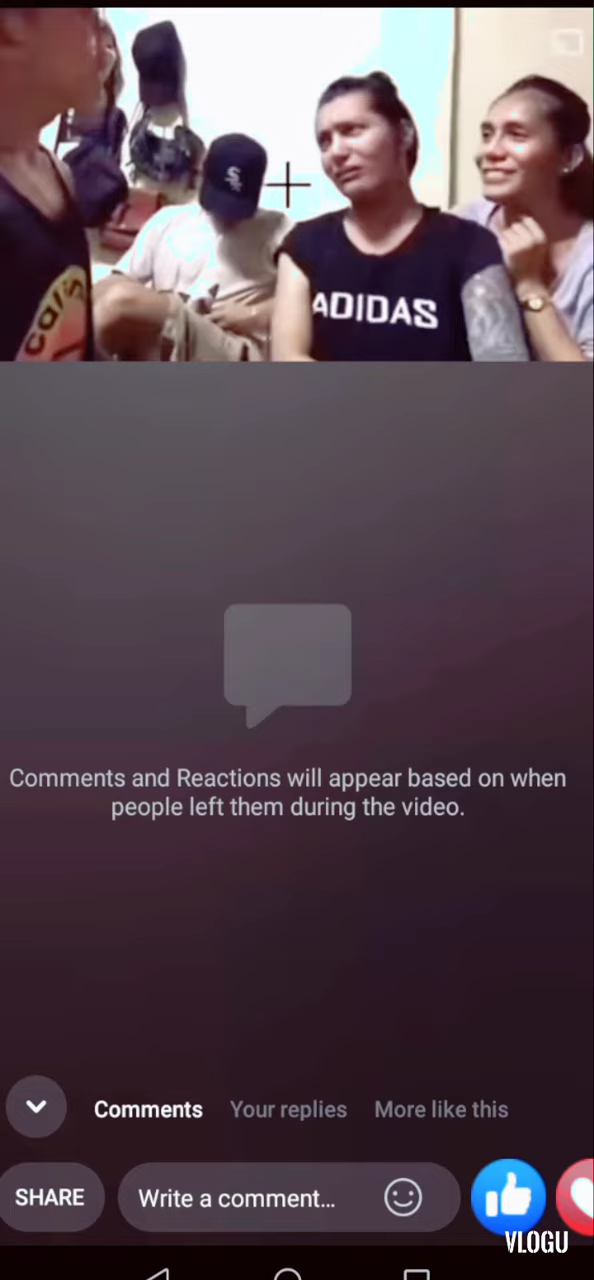 cali
ADIDAS
Comments and Reactions will appear based on when
people left them during the video.
Comments
Your replies
More like this
SHARE
Write a comment...
VLOGU